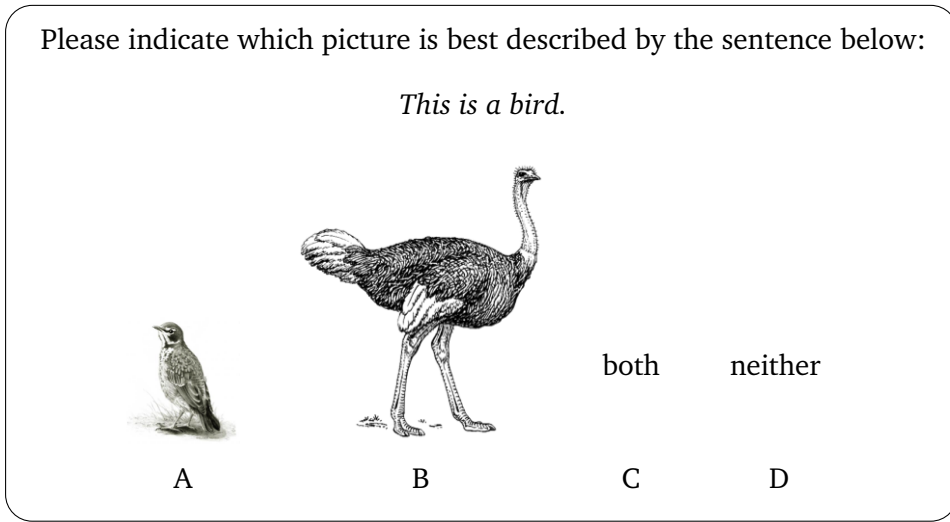 Please indicate which picture is best described by the sentence below:
This is a bird.
both neither
A B C D